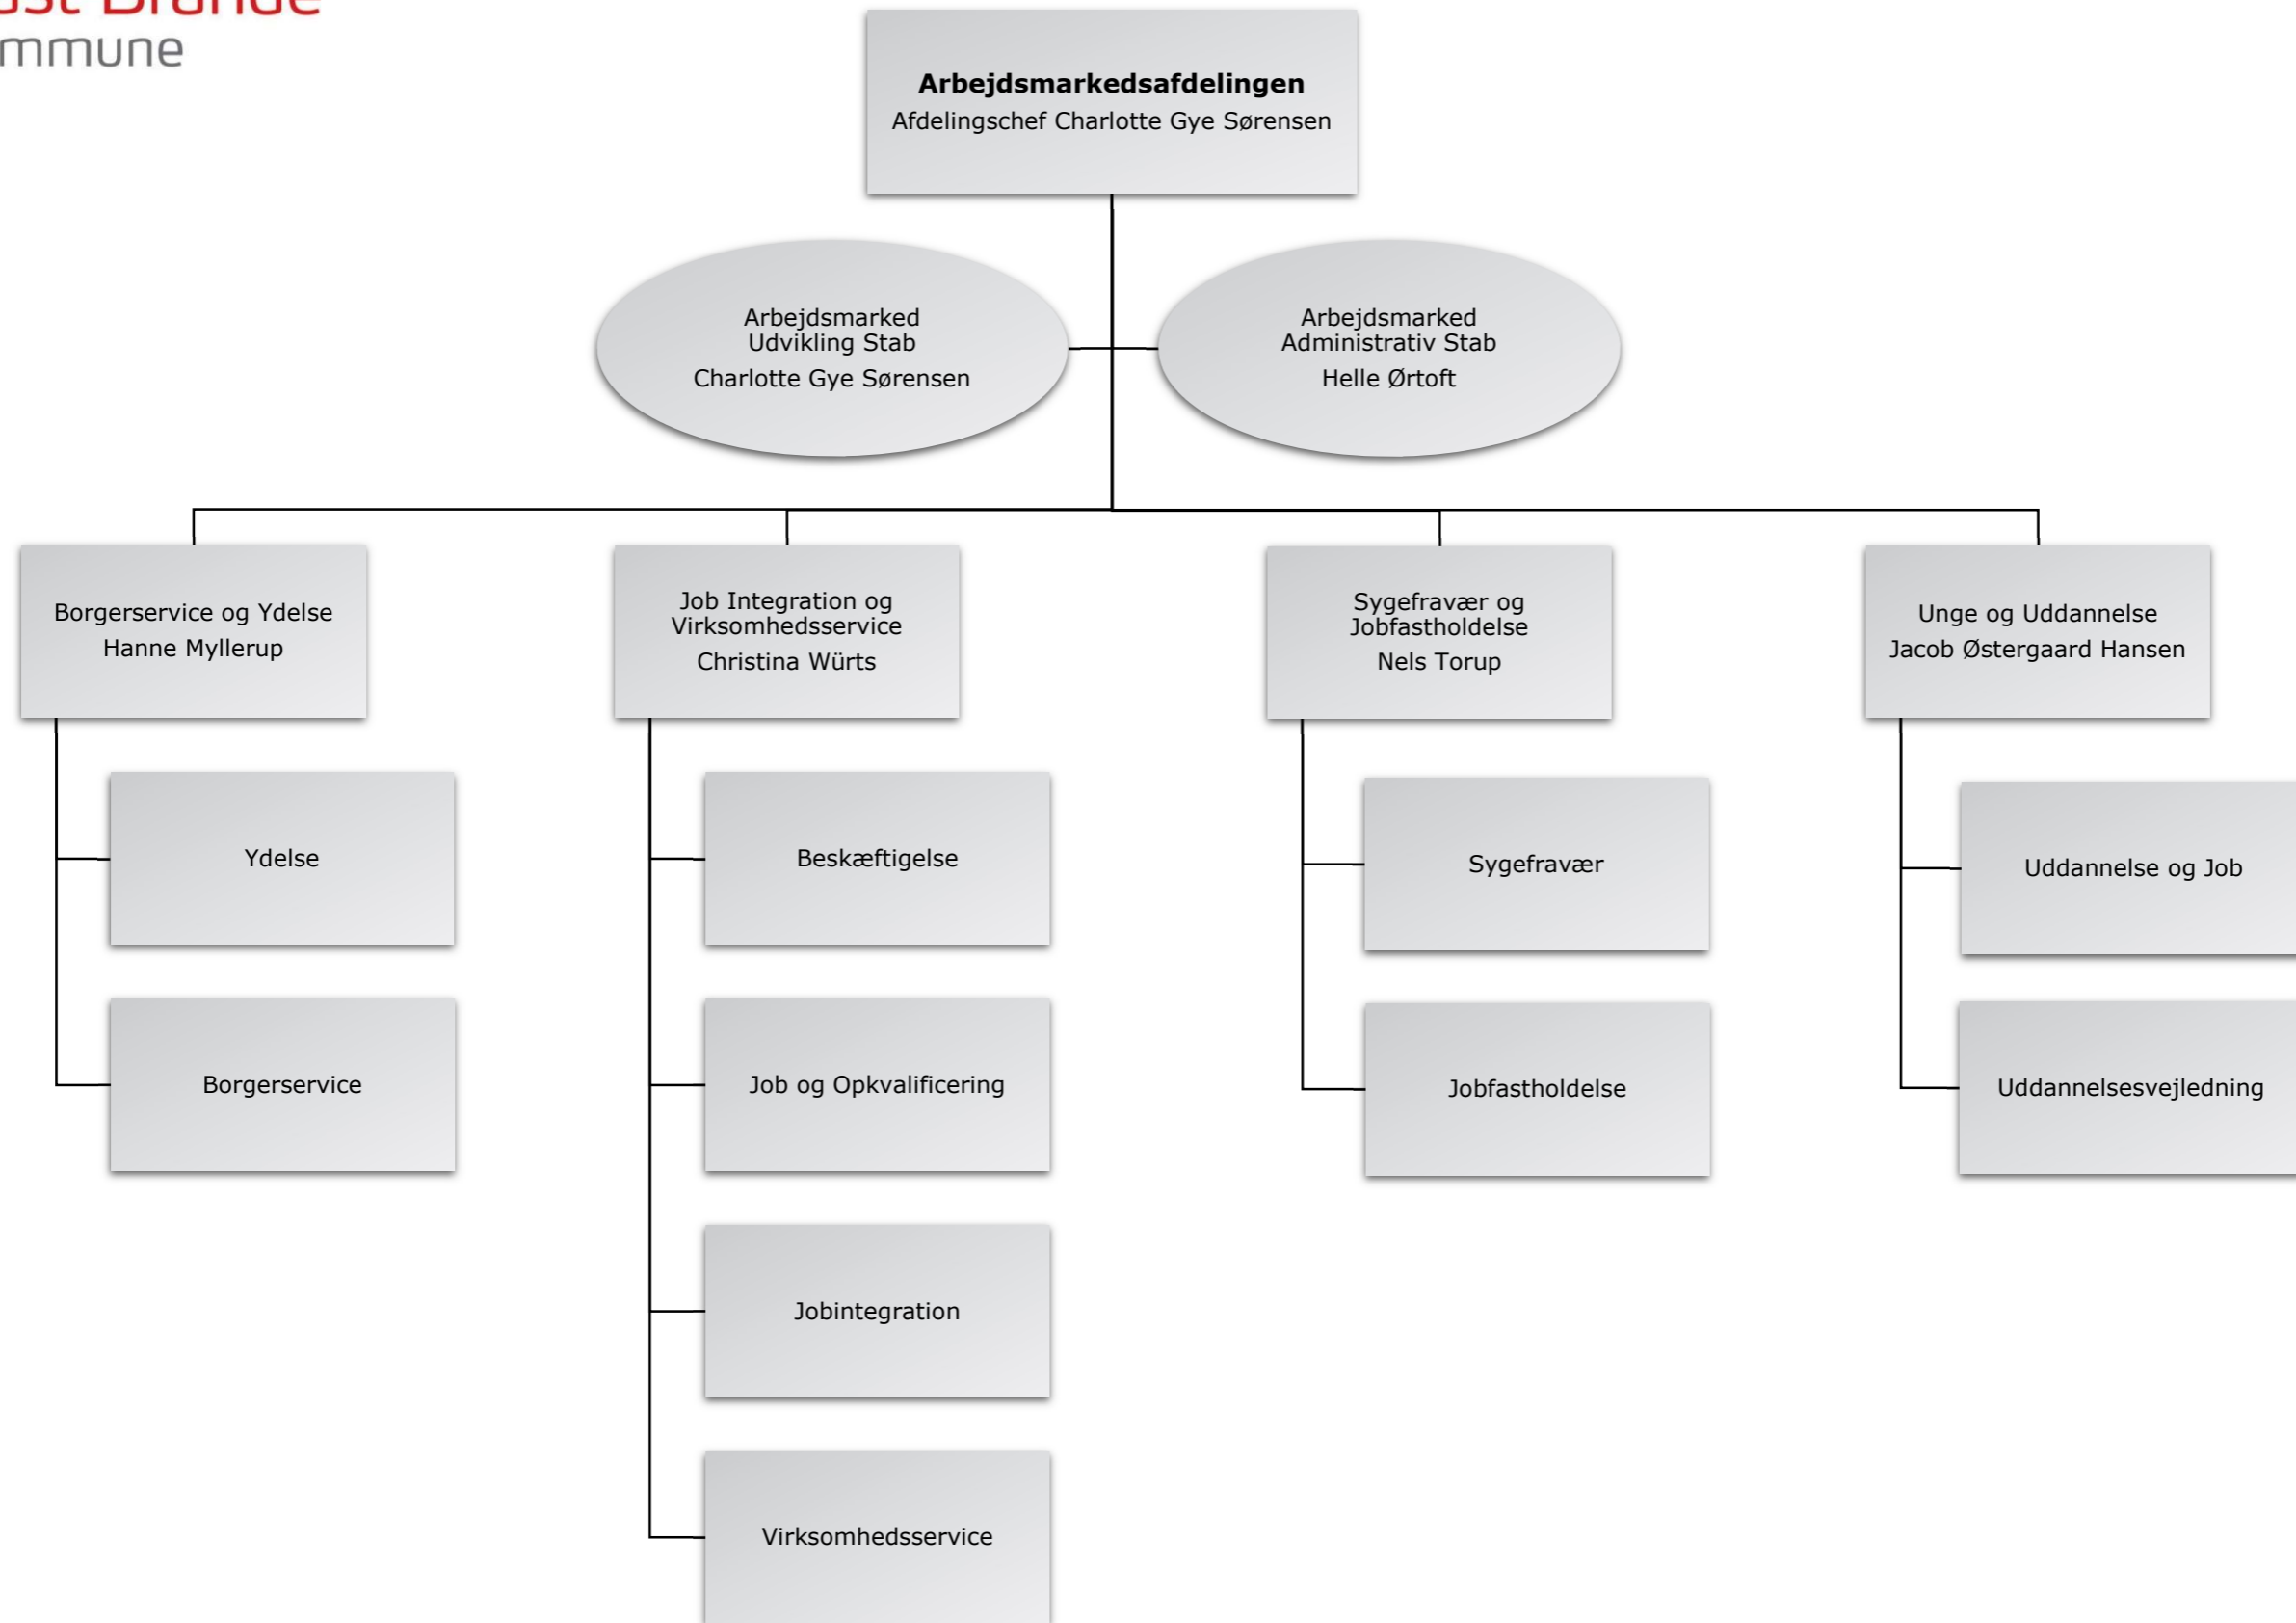 Brande
mmune
Arbejdsmarkedsafdelingen
Afdelingschef Charlotte Gye Sørensen
Arbejdsmarked
Udvikling Stab
Charlotte Gye Sørensen
Arbejdsmarked
Administrativ Stab
Helle Ørtoft
Borgerservice og Ydelse
Hanne Myllerup
Ydelse
Borgerservice
Job Integration og
Virksomhedsservice
Christina Würts
Beskæftigelse
Job og Opkvalificering
Jobintegration
Virksomhedsservice
Sygefravær og
Jobfastholdelse
Nels Torup
Sygefravær
Jobfastholdelse
Unge og Uddannelse
Jacob Østergaard Hansen
Uddannelse og Job
Uddannelsesvejledning